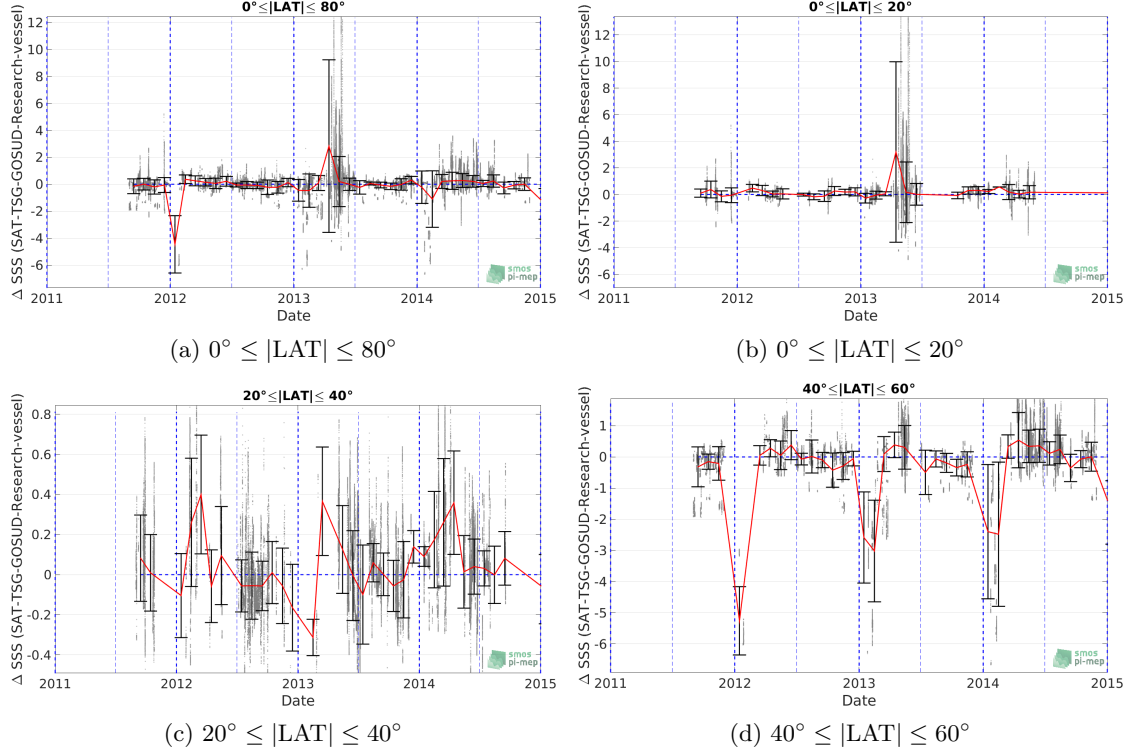 0°≤|LAT|≤ 80°
Δ SSS (SAT-TSG-GOSUD-Research-vessel)
12
10
8
6
4
2
0
-2
-4
-6
smos
pi-mep
2011 2012 2013 2014 2015
Date
(a) 0° ≤ |LAT| ≤ 80°
0°≤|LAT|≤ 20°
Δ SSS (SAT-TSG-GOSUD-Research-vessel)
12
10
8
6
4
2
0
-2
-4
-6
smos
pi-mep
2011 2012 2013 2014 2015
Date
(b) 0° ≤ |LAT| ≤ 20°
20°≤|LAT|≤ 40°
Δ SSS (SAT-TSG-GOSUD-Research-vessel)
0.8
0.6
0.4
0.2
0
-0.2
-0.4
smos
pi-mep
2011 2012 2013 2014 2015
Date
(c) 20° ≤ |LAT| ≤ 40°
40°≤|LAT|≤ 60°
Δ SSS (SAT-TSG-GOSUD-Research-vessel)
1
0
-1
-2
-3
-4
-5
-6
smos
pi-mep
2011 2012 2013 2014 2015
Date
(d) 40° ≤ |LAT| ≤ 60°